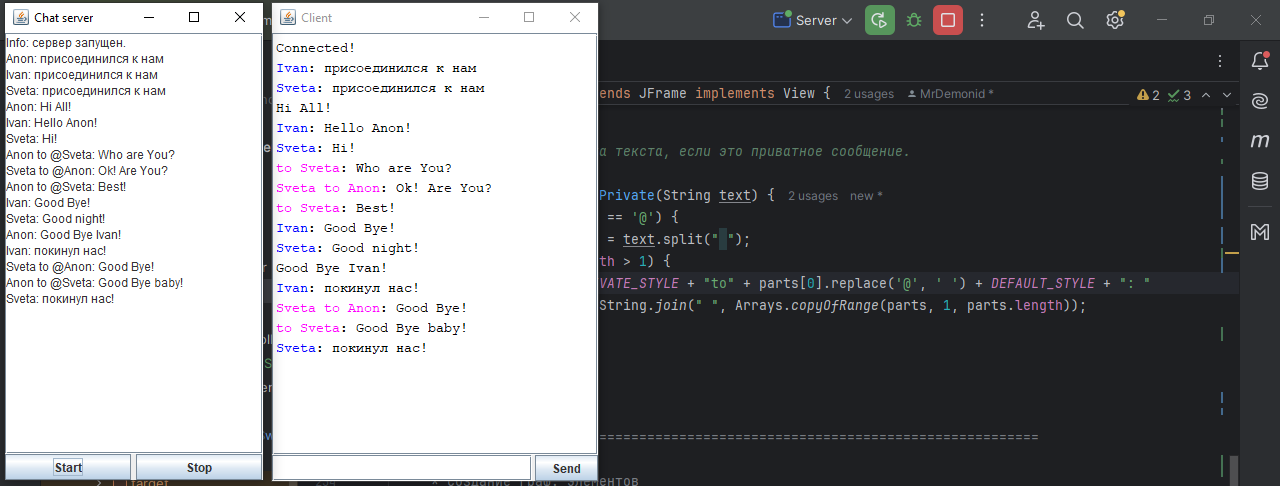 Chat server
Info: сервер запущен.
Anon: присоединился к нам
Ivan: присоединился к нам
Sveta: присоединился к нам
Anon: Hi All!
Ivan: Hello Anon!
Sveta: Hi!
Anon to @Sveta: Who are You?
Sveta to @Anon: Ok! Are You?
Anon to @Sveta: Best!
Ivan: Good Bye!
Sveta: Good night!
Anon: Good Bye Ivan!
Ivan: покинул нас!
Sveta to @Anon: Good Bye!
Anon to @Sveta: Good Bye baby!
Sveta: покинул нас!
Start Stop
Client
Connected!
Ivan: присоединился к нам
Sveta: присоединился к нам
Hi All!
Ivan: Hello Anon!
Sveta: Hi!
to Sveta: Who are You?
Sveta to Anon: Ok! Are You?
to Sveta: Best!
Ivan: Good Bye!
Sveta: Good night!
Good Bye Ivan!
Ivan: покинул нас!
Sveta to Anon: Good Bye!
to Sveta: Good Bye baby!
Sveta: покинул нас!
Send
Server
ends JFrame implements View { 2 usages MrDemonid *
2 3
а текста, если это приватное сообщение.
Private(String text) { 2 usages new *
== '@') {
= text.split(" ");
th > 1) {
VATE_STYLE + "to" + parts[0].replace('@', ' ') + DEFAULT_STYLE + ": "
String.join(" ", Arrays.copyOfRange(parts, 1, parts.length));
=======================================================
* создание граф. элементов